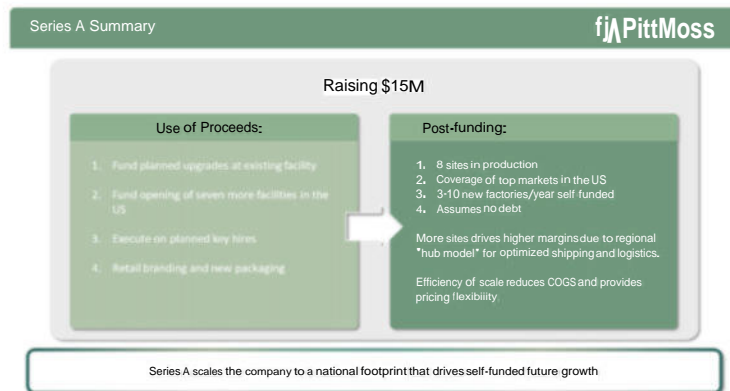 Series A Summary
fj/\PittMoss
Raising $15M
Use of Proceeds:
1. Fund planned upgrades at existing facility
2. Fund opening of seven more facilities in the
US
3. Execute on planned key hires
4. Retail branding and new packaging
Post-funding:
1. 8 sites in production
2. Coverage of top markets in the US
3. 3-10 new factories/year self-funded
4. Assumes no debt
More sites drives higher margins due to regional
"hub model" for optimized shipping and logistics.
Efficiency of scale reduces COGS and provides
pricing flexibiiity.
Series A scales the company to a national footprint that drives self-funded future growth